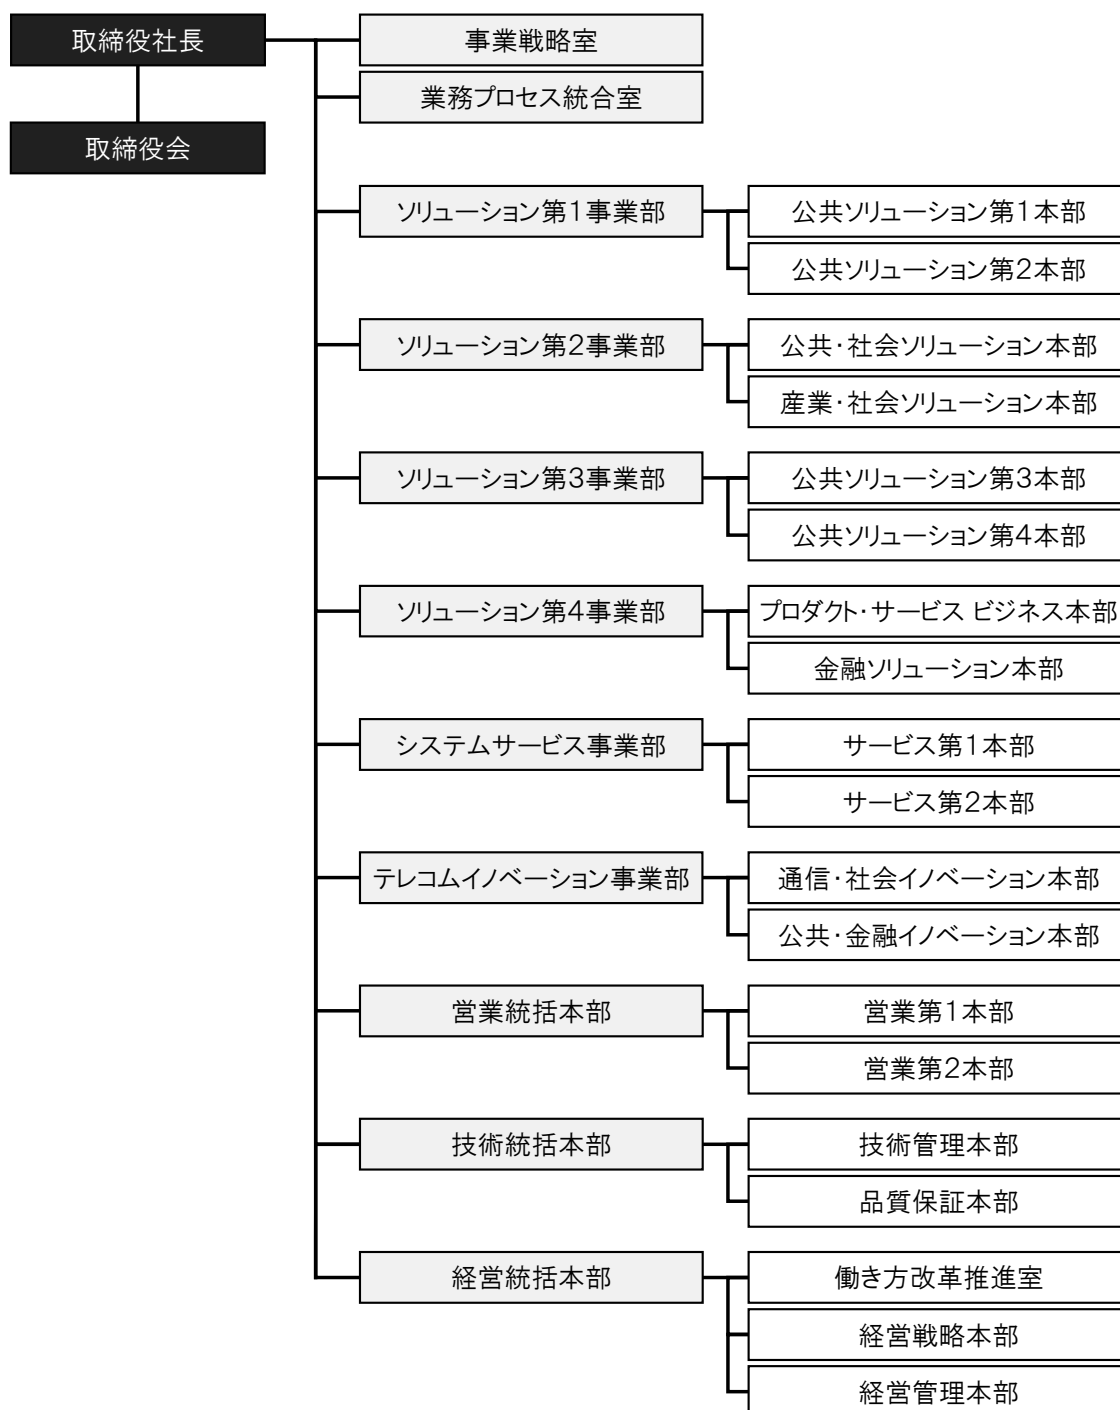 取締役社長
取締役会
事業戦略室
業務プロセス統合室
ソリューション第1事業部
公共ソリューション第1本部
公共ソリューション第2本部
ソリューション第2事業部
公共・社会ソリューション本部
産業・社会ソリューション本部
ソリューション第3事業部
公共ソリューション第3本部
公共ソリューション第4本部
ソリューション第4事業部
プロダクト・サービス ビジネス本部
金融ソリューション本部
システムサービス事業部
サービス第1本部
サービス第2本部
テレコムイノベーション事業部
通信・社会イノベーション本部
公共・金融イノベーション本部
営業統括本部
営業第1本部
営業第2本部
技術統括本部
技術管理本部
品質保証本部
経営統括本部
働き方改革推進室
経営戦略本部
経営管理本部